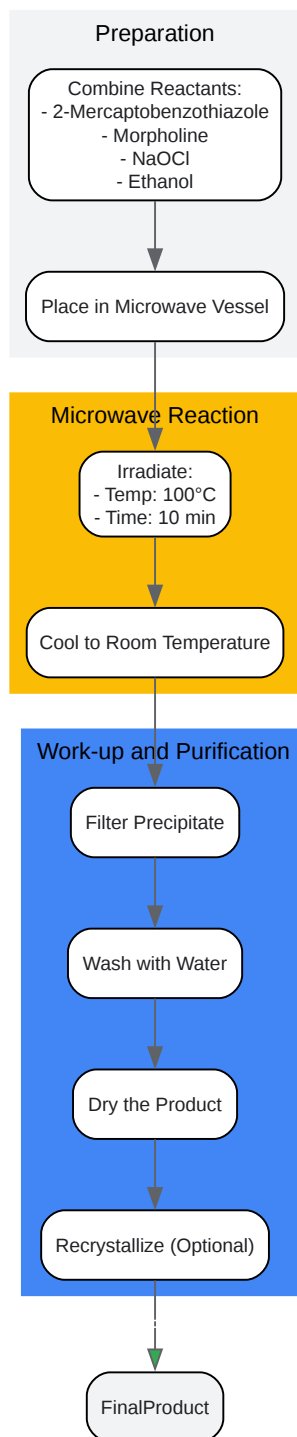 Preparation
Combine Reactants:
- 2-Mercaptobenzothiazole
- Morpholine
- NaOCl
- Ethanol
Place in Microwave Vessel
Microwave Reaction
Irradiate:
- Temp: 100°C
- Time: 10 min
Cool to Room Temperature
Work-up and Purification
Filter Precipitate
Wash with Water
Dry the Product
Recrystallize (Optional)
FinalProduct